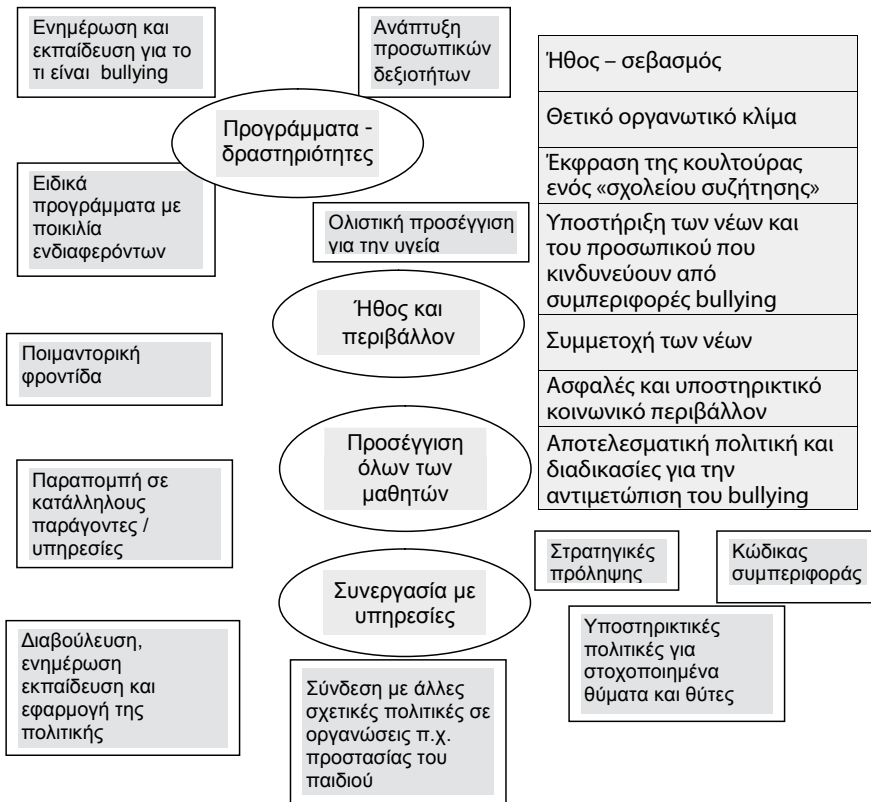 Ενημέρωση και
εκπαίδευση για το
τι είναι bullying
Ανάπτυξη
προσωπικών
δεξιοτήτων
Προγράμματα -
δραστηριότητες
Ειδικά
προγράμματα με
ποικιλία
ενδιαφερόντων
Ολιστική προσέγγιση
για την υγεία
Ήθος και
περιβάλλον
Ποιμαντορική
φροντίδα
Προσέγγιση
όλων των
μαθητών
Παραπομπή σε
κατάλληλους
παράγοντες /
υπηρεσίες
Συνεργασία με
υπηρεσίες
Διαβούλευση,
ενημέρωση
εκπαίδευση και
εφαρμογή της
πολιτικής
Σύνδεση με άλλες
σχετικές πολιτικές σε
οργανώσεις π.χ.
προστασίας του
παιδιού
Ήθος – σεβασμός
Θετικό οργανωτικό κλίμα
Έκφραση της κουλτούρας
ενός «σχολείου συζήτησης»
Υποστήριξη των νέων και
του προσωπικού που
κινδυνεύουν από
συμπεριφορές bullying
Συμμετοχή των νέων
Ασφαλές και υποστηρικτικό
κοινωνικό περιβάλλον
Αποτελεσματική πολιτική και
διαδικασίες για την
αντιμετώπιση του bullying
Στρατηγικές
πρόληψης
Κώδικας
συμπεριφοράς
Υποστηρικτικές
πολιτικές για
στοχοποιημένα
θύματα και θύτες